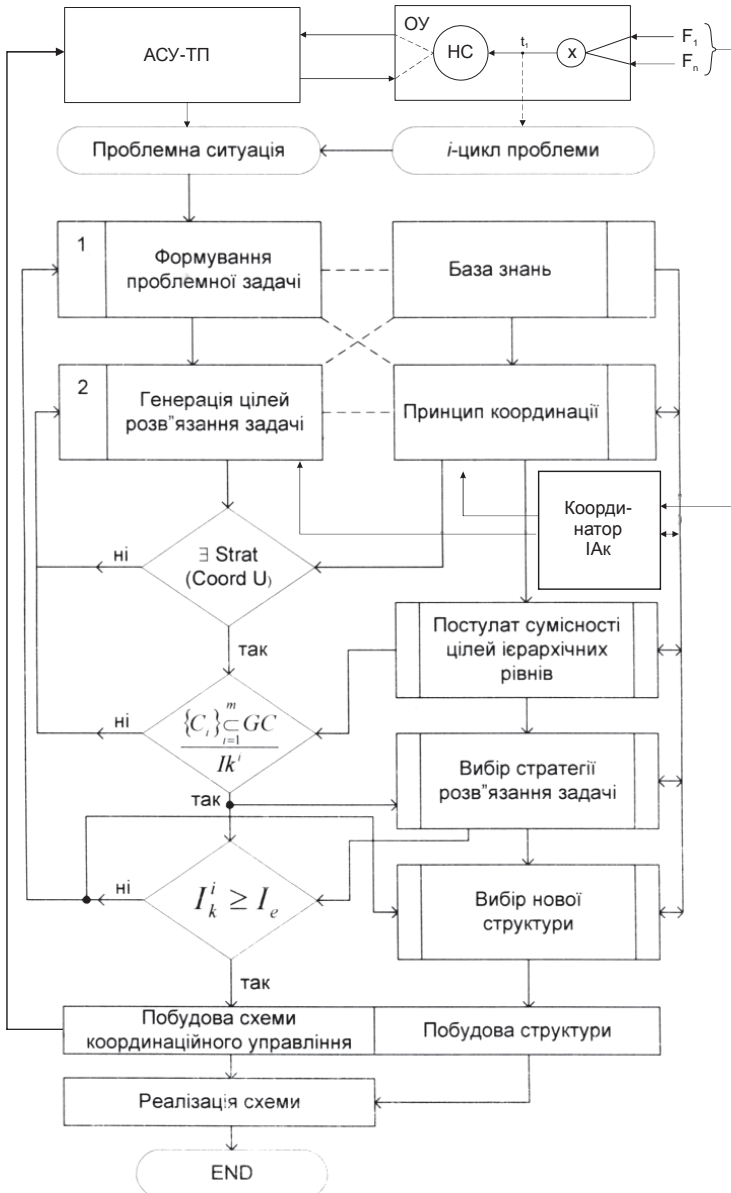 ОУ
АСУ-ТП
НС
t₁
x
F₁
Fₙ
Проблемна ситуація
i-цикл проблеми
1
Формування
проблемної задачі
База знань
2
Генерація цілей
розв"язання задачі
Принцип координації
Коорди-
натор
ІАк
ні
∃ Strat
(Coord U)
так
Постулат сумісності
цілей ієрархічних
рівнів
ні
{Cᵢ} m ⊂ i=1 GC
Ikⁱ
так
Вибір стратегії
розв"язання задачі
ні
I_k^i ≥ I_e
Вибір нової
структури
так
Побудова схеми
координаційного управління
Побудова структури
Реалізація схеми
END